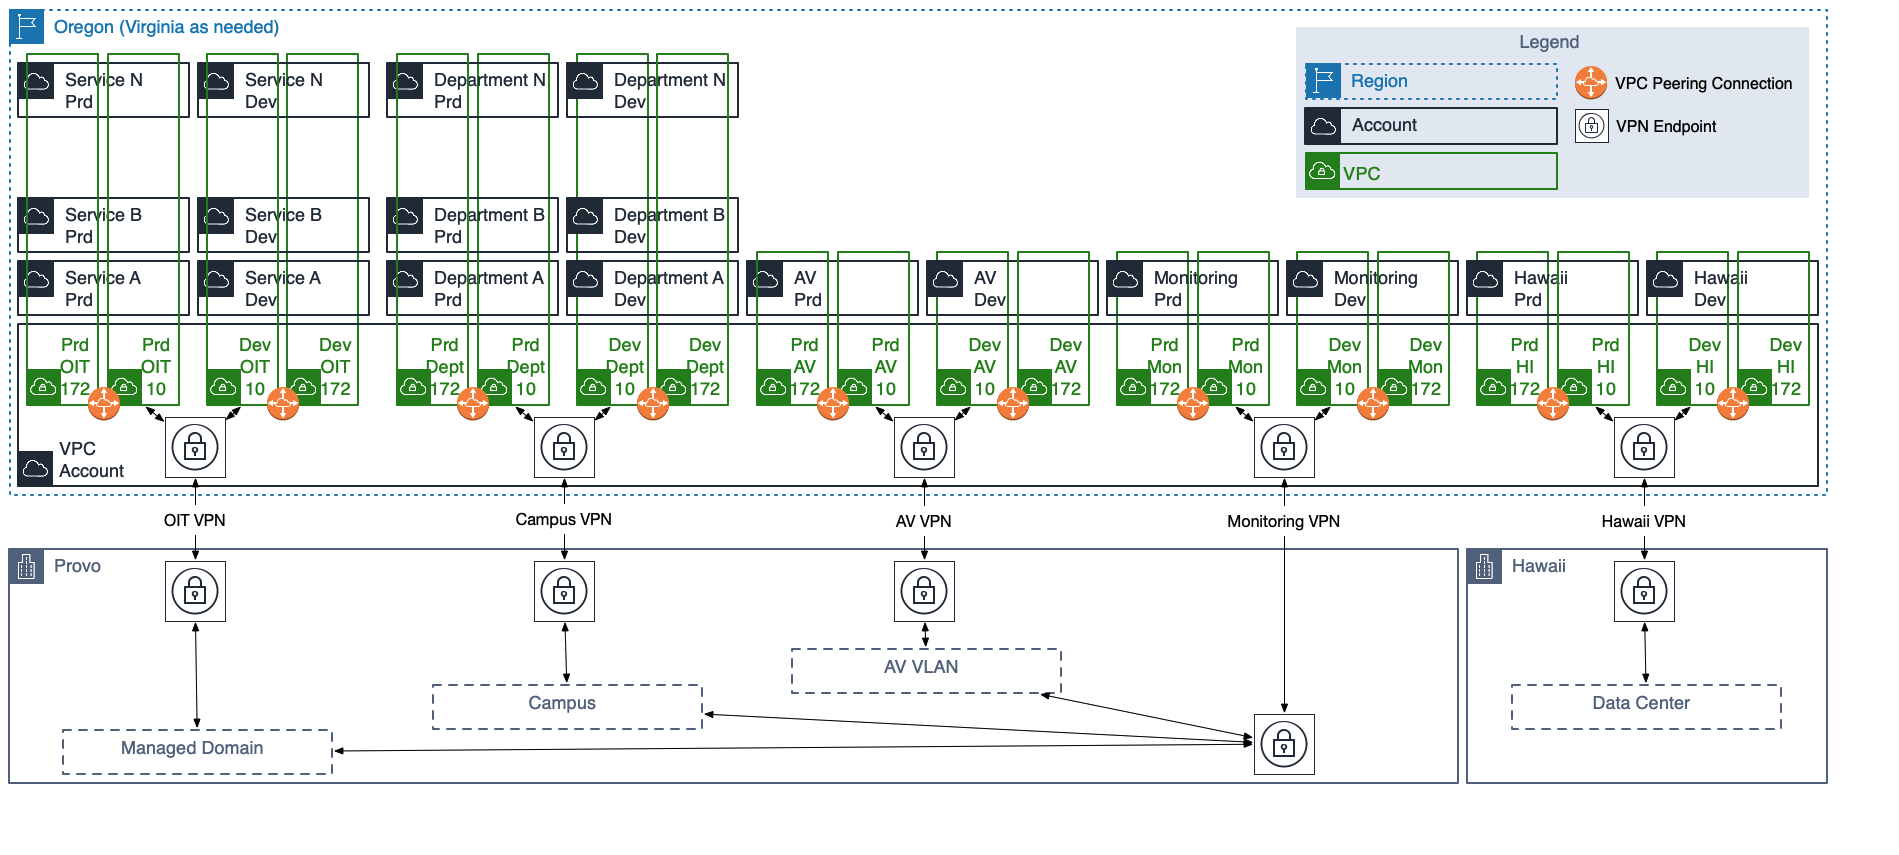 Oregon (Virginia as needed)
Legend
Region
VPC Peering Connection
Account
VPN Endpoint
VPC
Service N
Prd
Service N
Dev
Department N
Prd
Department N
Dev
Service B
Prd
Service B
Dev
Department B
Prd
Department B
Dev
Service A
Prd
Service A
Dev
Department A
Prd
Department A
Dev
AV
Prd
AV
Dev
Monitoring
Prd
Monitoring
Dev
Hawaii
Prd
Hawaii
Dev
Prd
OIT
172
Prd
OIT
10
Dev
OIT
10
Dev
OIT
172
Prd
Dept
172
Prd
Dept
10
Dev
Dept
10
Dev
Dept
172
Prd
AV
172
Prd
AV
10
Dev
AV
10
Dev
AV
172
Prd
Mon
172
Prd
Mon
10
Dev
Mon
10
Dev
Mon
172
Prd
HI
172
Prd
HI
10
Dev
HI
10
Dev
HI
172
VPC
Account
OIT VPN
Campus VPN
AV VPN
Monitoring VPN
Hawaii VPN
Provo
Hawaii
AV VLAN
Campus
Data Center
Managed Domain